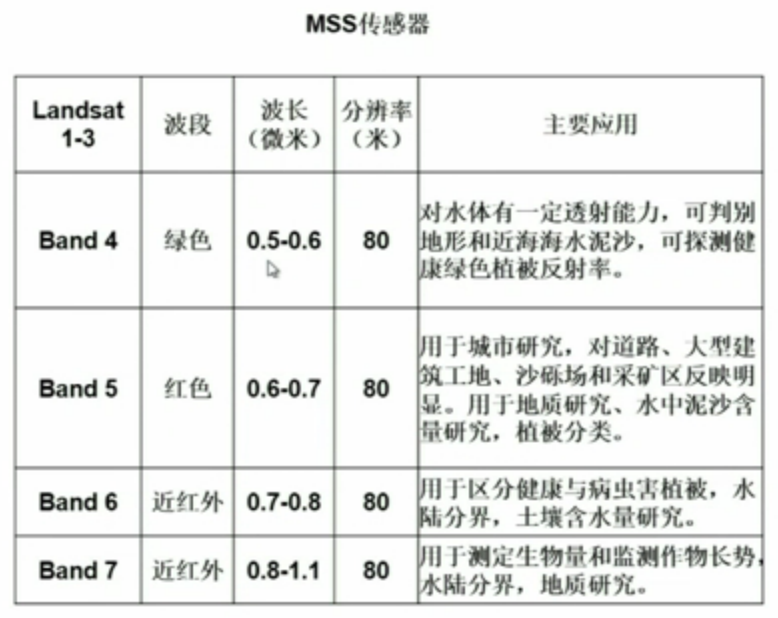 MSS传感器
Landsat
1-3
波段
波长
（微米）
分辨率
（米）
主要应用
Band 4
绿色
0.5-0.6
80
对水体有一定透射能力，可判别
地形和近海海水泥沙，可探测健
康绿色植被反射率。
Band 5
红色
0.6-0.7
80
用于城市研究，对道路、大型建
筑工地、沙砾场和采矿区反映明
显。用于地质研究、水中泥沙含
量研究，植被分类。
Band 6
近红外
0.7-0.8
80
用于区分健康与病虫害植被，水
陆分界，土壤含水量研究。
Band 7
近红外
0.8-1.1
80
用于测定生物量和监测作物长势，
水陆分界，地质研究。